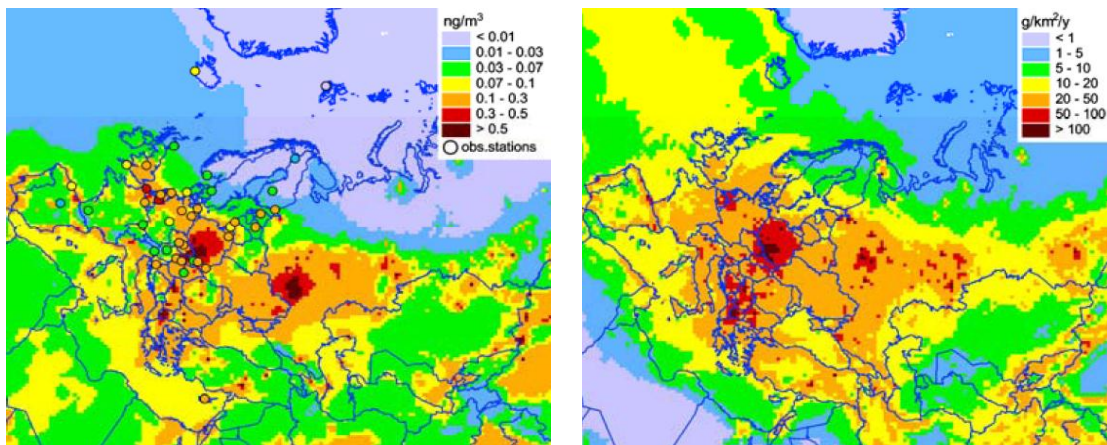 ng/m³
< 0.01
0.01 - 0.03
0.03 - 0.07
0.07 - 0.1
0.1 - 0.3
0.3 - 0.5
> 0.5
obs.stations
g/km²/y
< 1
1 - 5
5 - 10
10 - 20
20 - 50
50 - 100
> 100